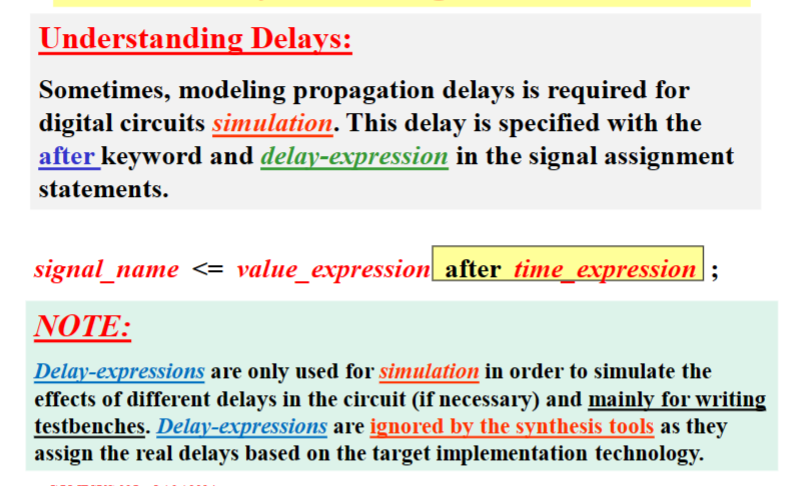 Understanding Delays:
Sometimes, modeling propagation delays is required for
digital circuits simulation. This delay is specified with the
after keyword and delay-expression in the signal assignment
statements.
signal_name <= value_expression after time_expression ;
NOTE:
Delay-expressions are only used for simulation in order to simulate the
effects of different delays in the circuit (if necessary) and mainly for writing
testbenches. Delay-expressions are ignored by the synthesis tools as they
assign the real delays based on the target implementation technology.